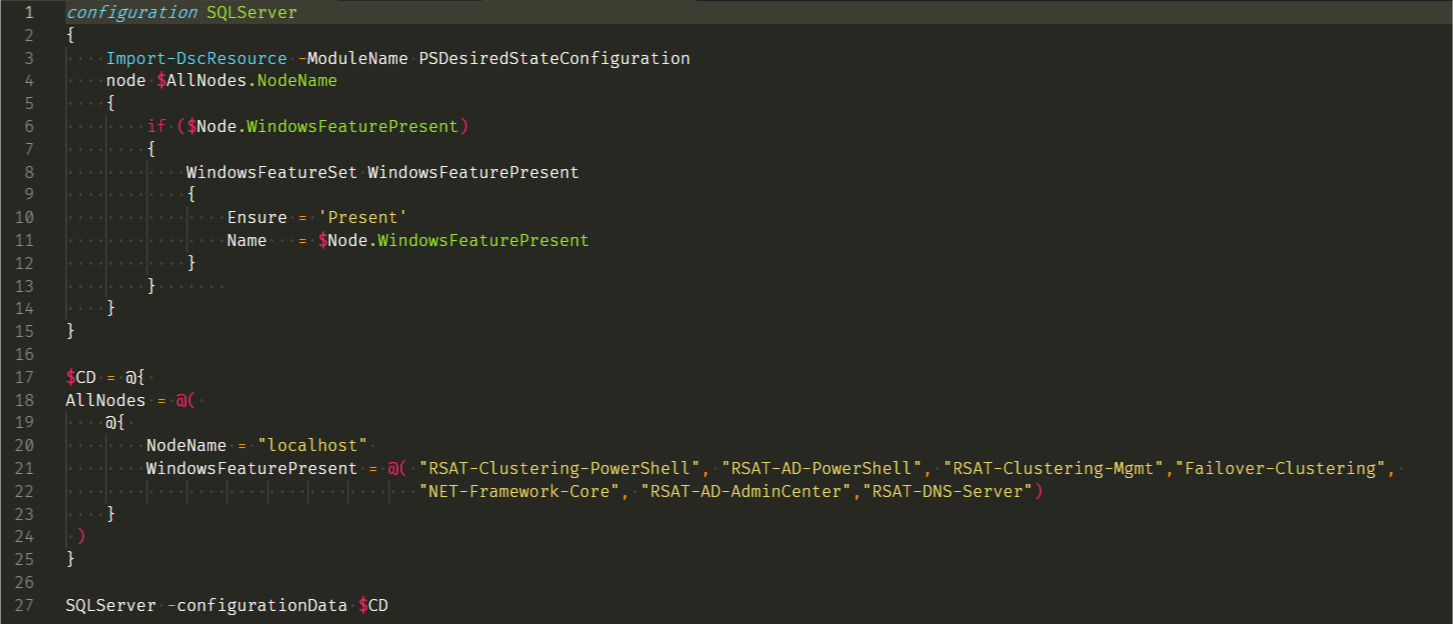 1 configuration SQLServer
2 {
3     Import-DscResource -ModuleName PSDesiredStateConfiguration
4     node $AllNodes.NodeName
5     {
6         if ($Node.WindowsFeaturePresent)
7         {
8             WindowsFeatureSet WindowsFeaturePresent
9             {
10                 Ensure = 'Present'
11                 Name   = $Node.WindowsFeaturePresent
12             }
13         }
14     }
15 }
16
17 $CD = @{
18 AllNodes = @(
19     @{
20         NodeName = "localhost"
21         WindowsFeaturePresent = @( "RSAT-Clustering-PowerShell", "RSAT-AD-PowerShell", "RSAT-Clustering-Mgmt","Failover-Clustering",
22                                    "NET-Framework-Core", "RSAT-AD-AdminCenter","RSAT-DNS-Server")
23     }
24  )
25 }
26
27 SQLServer -configurationData $CD